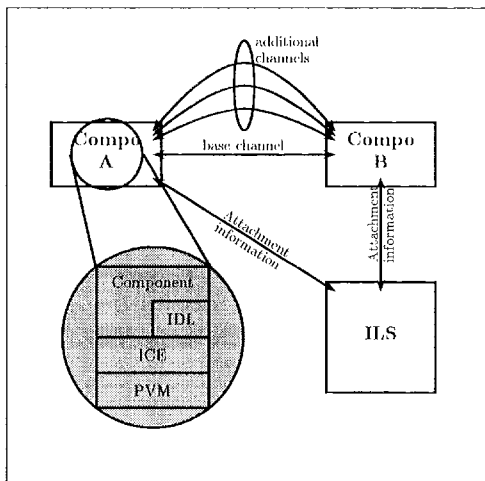 additional
channels
Compo
A
base channel
Compo
B
Attachment
information
Attachment
information
Component
IDL
ICE
PVM
ILS